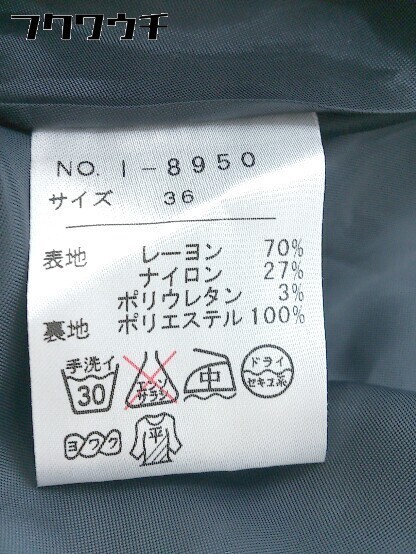 フクワウチ
NO. I-8950
サイズ 36
表地 レーヨン 70%
ナイロン 27%
ポリウレタン 3%
裏地 ポリエステル 100%
手洗イ 30 エンソサラシ 中 ドライ セキユ系
ヨワク 平